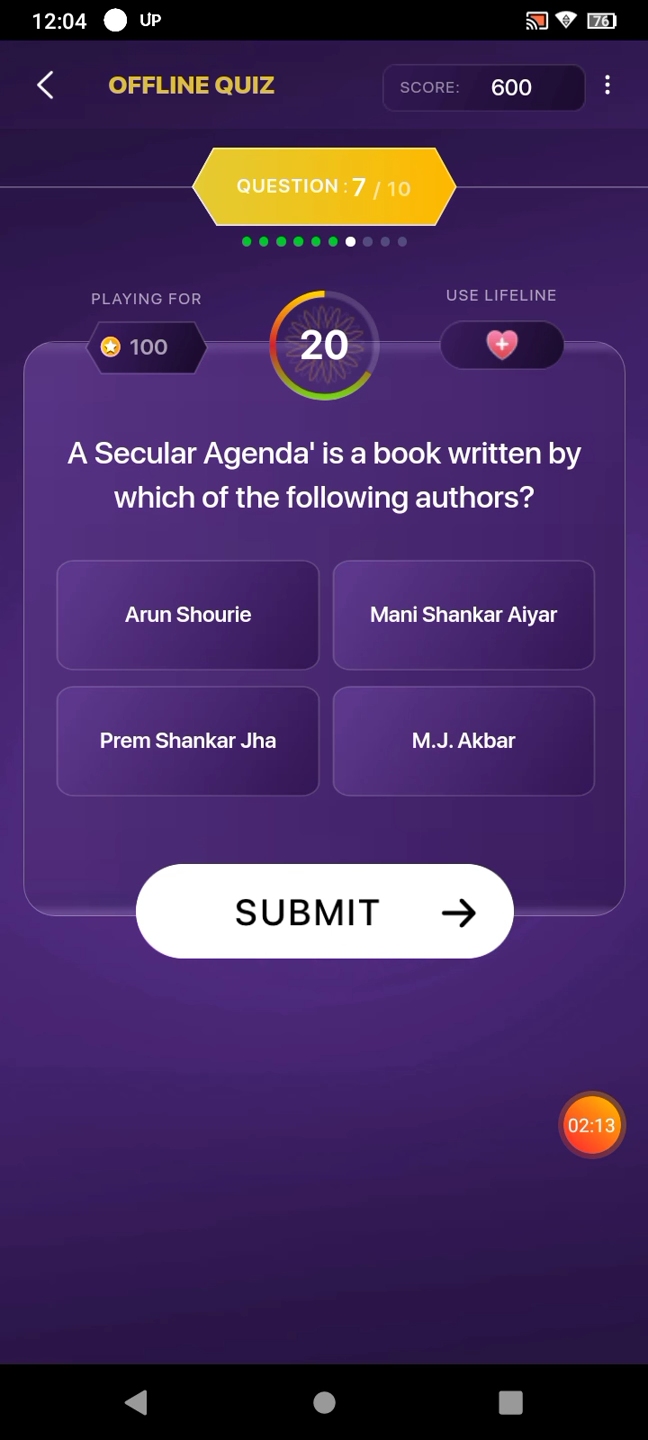 12:04 UP 76
OFFLINE QUIZ SCORE: 600
QUESTION : 7 / 10
PLAYING FOR USE LIFELINE
100 20
A Secular Agenda' is a book written by
which of the following authors?
Arun Shourie Mani Shankar Aiyar
Prem Shankar Jha M.J. Akbar
SUBMIT
02:13